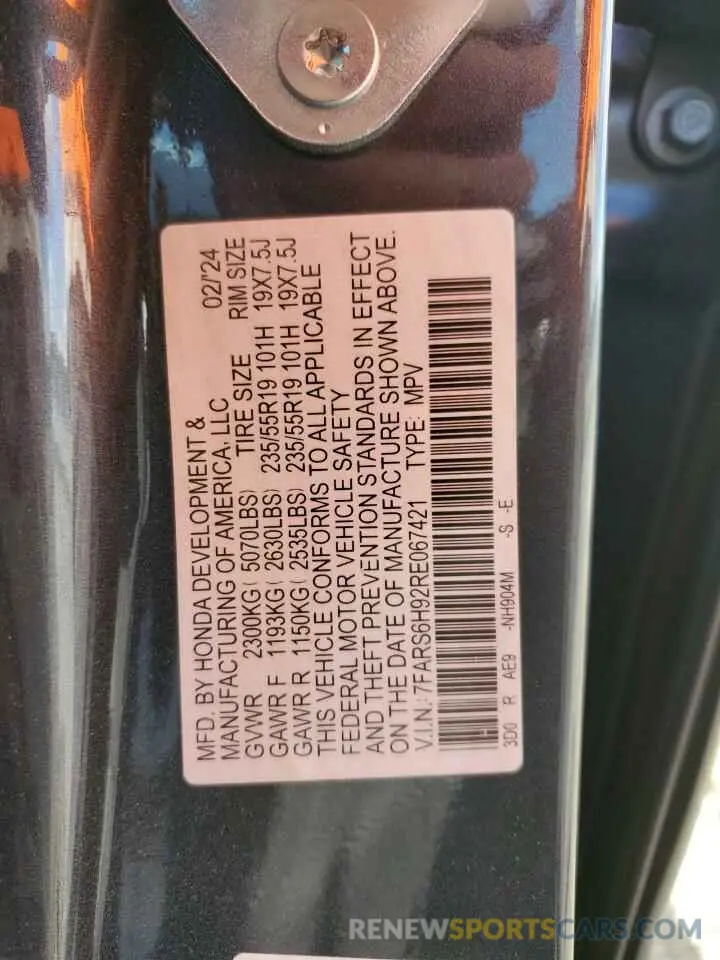 MFD. BY HONDA DEVELOPMENT &
MANUFACTURING OF AMERICA, LLC 02/'24
GVWR 2300KG( 5070LBS) TIRE SIZE RIM SIZE
GAWR F 1193KG( 2630LBS) 235/55R19 101H 19X7.5J
GAWR R 1150KG( 2535LBS) 235/55R19 101H 19X7.5J
THIS VEHICLE CONFORMS TO ALL APPLICABLE
FEDERAL MOTOR VEHICLE SAFETY
AND THEFT PREVENTION STANDARDS IN EFFECT
ON THE DATE OF MANUFACTURE SHOWN ABOVE.
V.I.N.: 7FARS6H92RE067421 TYPE: MPV
3D0 R AE9 -NH904M -S -E
RENEWSPORTSCARS.COM